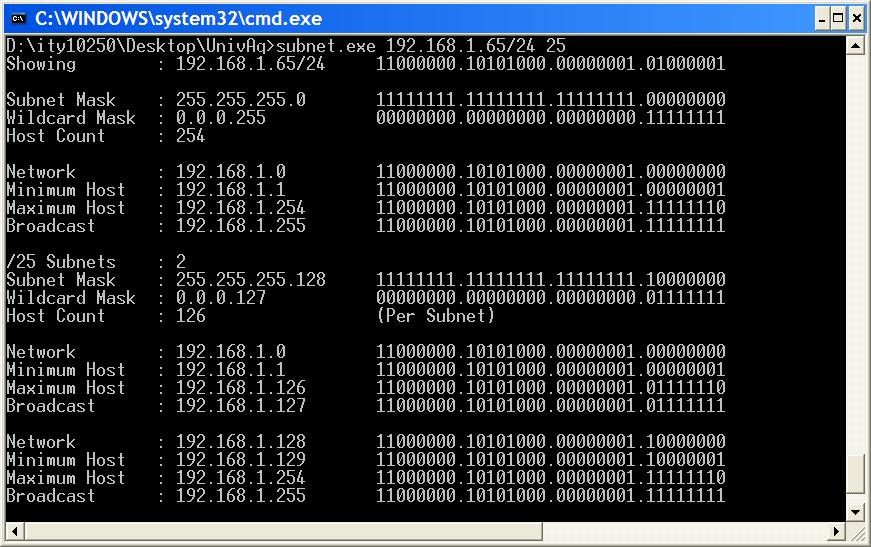 C:\WINDOWS\system32\cmd.exe
D:\ity10250\Desktop\UnivAq>subnet.exe 192.168.1.65/24 25
Showing : 192.168.1.65/24 11000000.10101000.00000001.01000001
Subnet Mask : 255.255.255.0 11111111.11111111.11111111.00000000
Wildcard Mask : 0.0.0.255 00000000.00000000.00000000.11111111
Host Count : 254
Network : 192.168.1.0 11000000.10101000.00000001.00000000
Minimum Host : 192.168.1.1 11000000.10101000.00000001.00000001
Maximum Host : 192.168.1.254 11000000.10101000.00000001.11111110
Broadcast : 192.168.1.255 11000000.10101000.00000001.11111111
/25 Subnets : 2
Subnet Mask : 255.255.255.128 11111111.11111111.11111111.10000000
Wildcard Mask : 0.0.0.127 00000000.00000000.00000000.01111111
Host Count : 126 (Per Subnet)
Network : 192.168.1.0 11000000.10101000.00000001.00000000
Minimum Host : 192.168.1.1 11000000.10101000.00000001.00000001
Maximum Host : 192.168.1.126 11000000.10101000.00000001.01111110
Broadcast : 192.168.1.127 11000000.10101000.00000001.01111111
Network : 192.168.1.128 11000000.10101000.00000001.10000000
Minimum Host : 192.168.1.129 11000000.10101000.00000001.10000001
Maximum Host : 192.168.1.254 11000000.10101000.00000001.11111110
Broadcast : 192.168.1.255 11000000.10101000.00000001.11111111